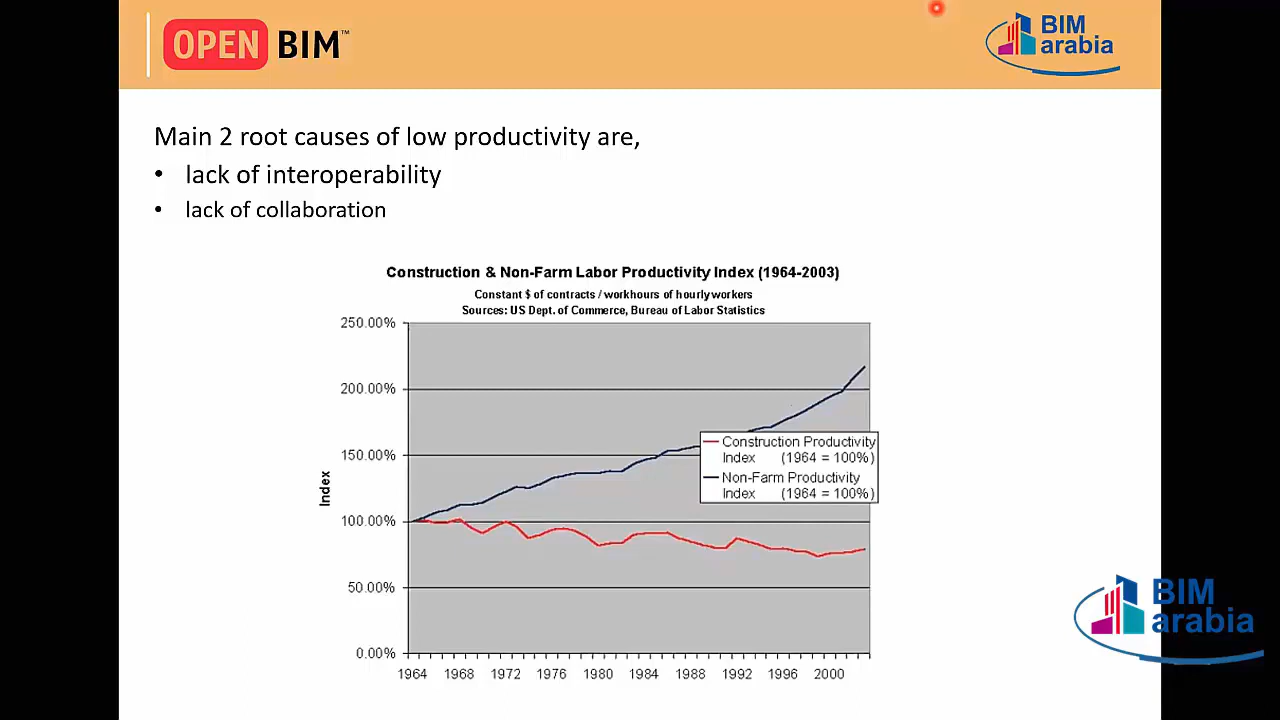 OPEN BIM™
BIM
arabia
Main 2 root causes of low productivity are,
• lack of interoperability
• lack of collaboration
Construction & Non-Farm Labor Productivity Index (1964-2003)
Constant $ of contracts / workhours of hourly workers
Sources: US Dept. of Commerce, Bureau of Labor Statistics
250.00%
200.00%
150.00%
100.00%
50.00%
0.00%
Index
Construction Productivity
Index (1964 = 100%)
Non-Farm Productivity
Index (1964 = 100%)
1964 1968 1972 1976 1980 1984 1988 1992 1996 2000
BIM
arabia